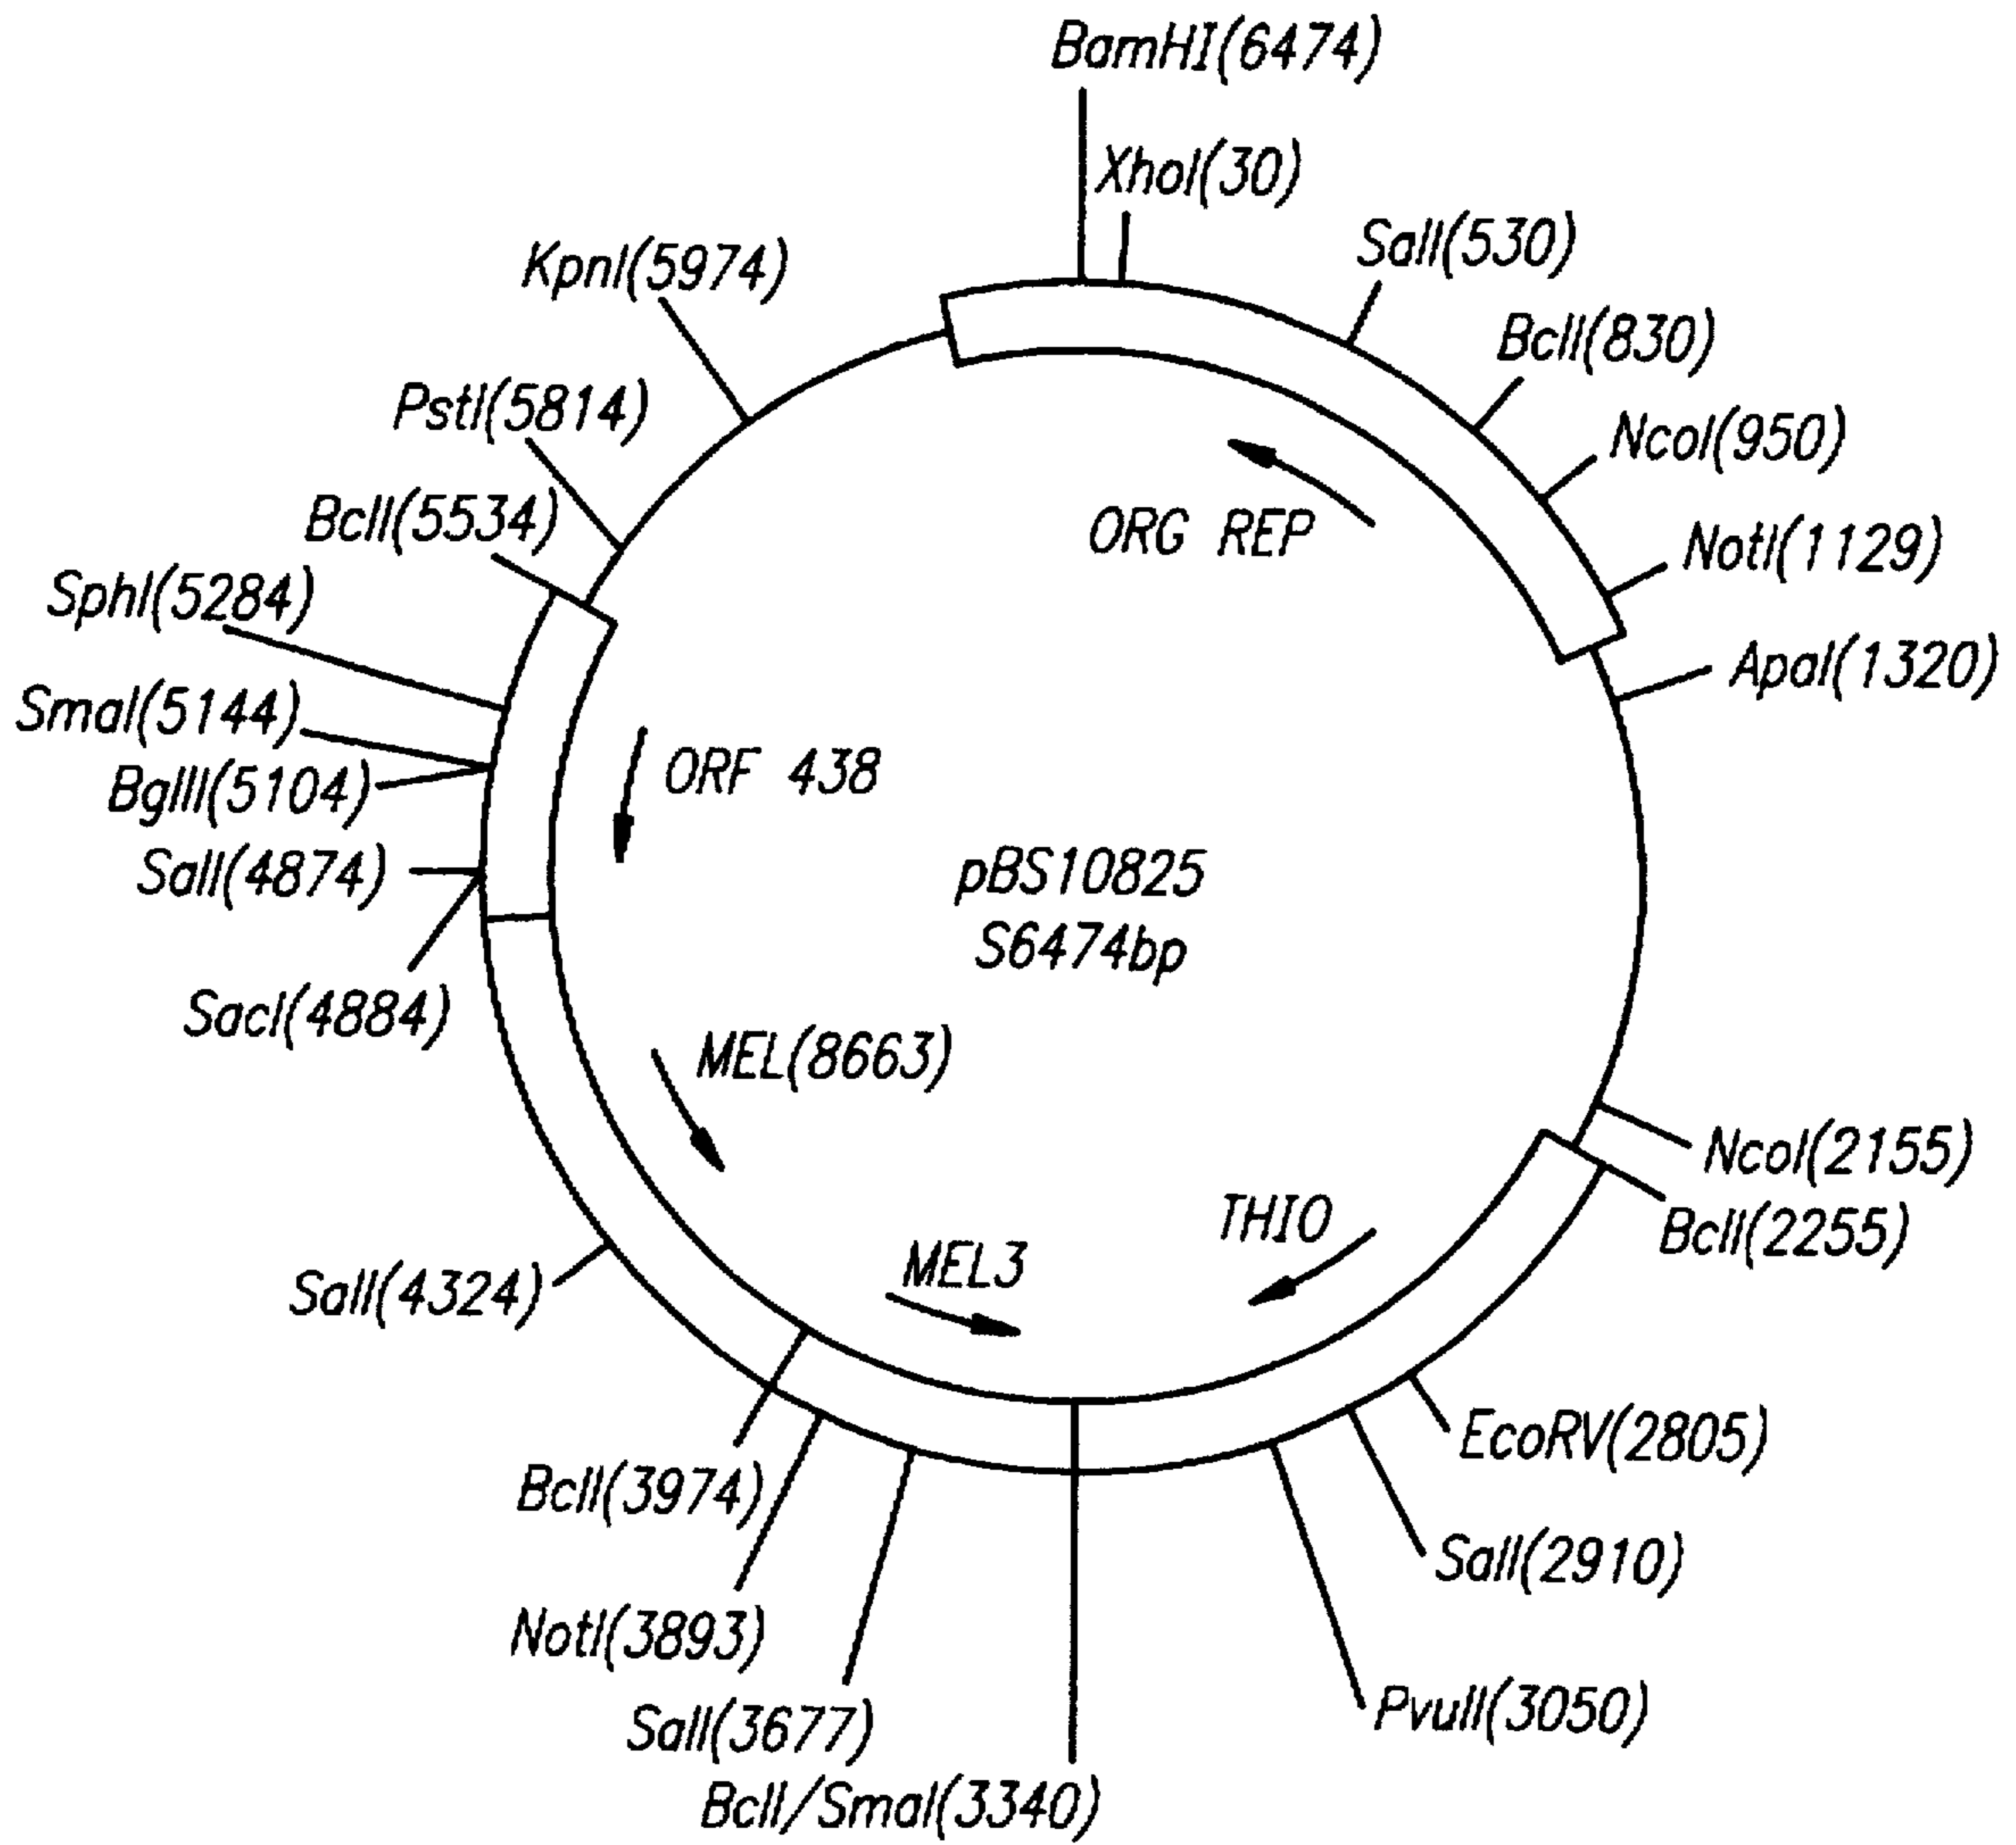 BamHI(6474)
XhoI(30)
SalI(530)
KpnI(5974)
BclI(830)
PstI(5814)
NcoI(950)
BclI(5534)
ORG REP
NotI(1129)
SphI(5284)
ApaI(1320)
SmaI(5144)
ORF 438
BglII(5104)
SalI(4874)
pBS10825
S6474bp
SacI(4884)
MEL(8663)
NcoI(2155)
THIO
BclI(2255)
MEL3
SalI(4324)
EcoRV(2805)
BclI(3974)
SalI(2910)
NotI(3893)
PvuII(3050)
SalI(3677)
BclI/SmaI(3340)